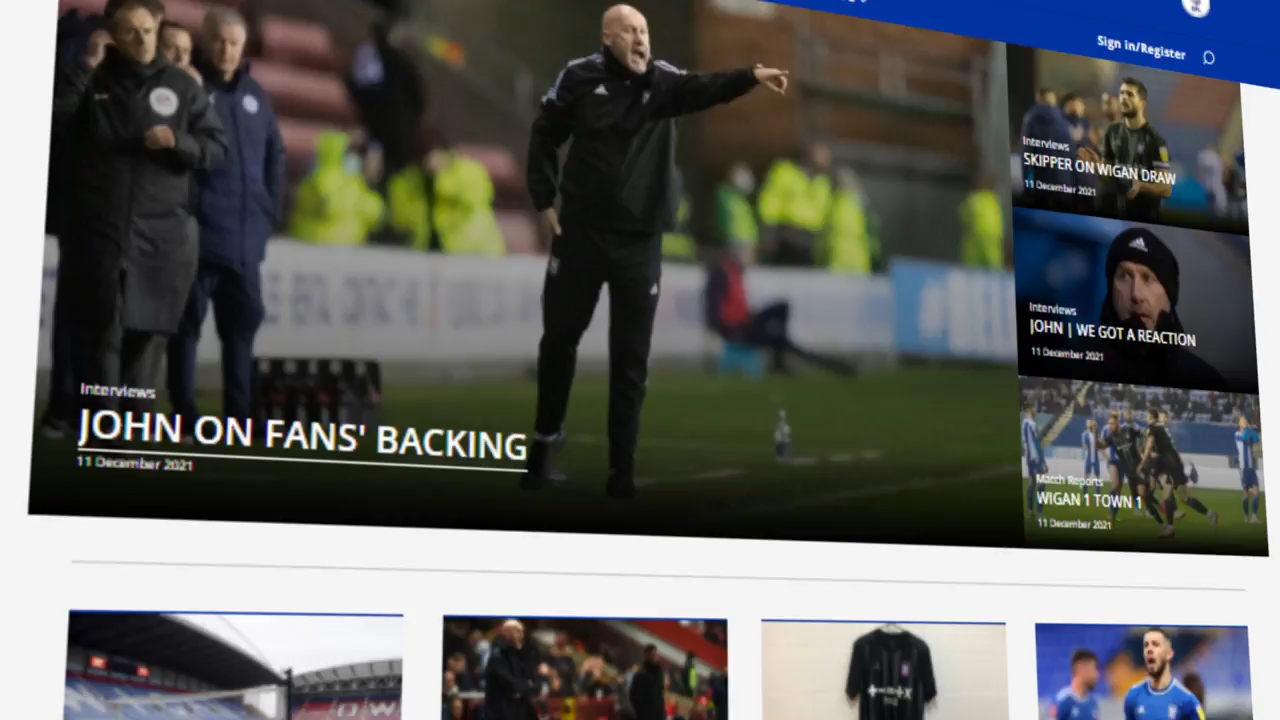 Sign in/Register
Interviews
JOHN ON FANS' BACKING
11 December 2021
Interviews
SKIPPER ON WIGAN DRAW
11 December 2021
Interviews
JOHN | WE GOT A REACTION
11 December 2021
Match Reports
WIGAN 1 TOWN 1
11 December 2021